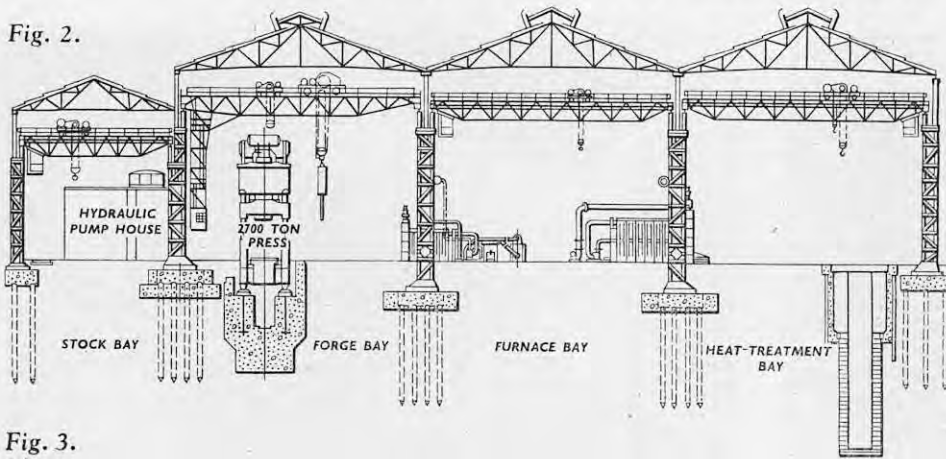 Fig. 2.
HYDRAULIC
PUMP HOUSE
2700 TON
PRESS
STOCK BAY
FORGE BAY
FURNACE BAY
HEAT-TREATMENT
BAY
Fig. 3.